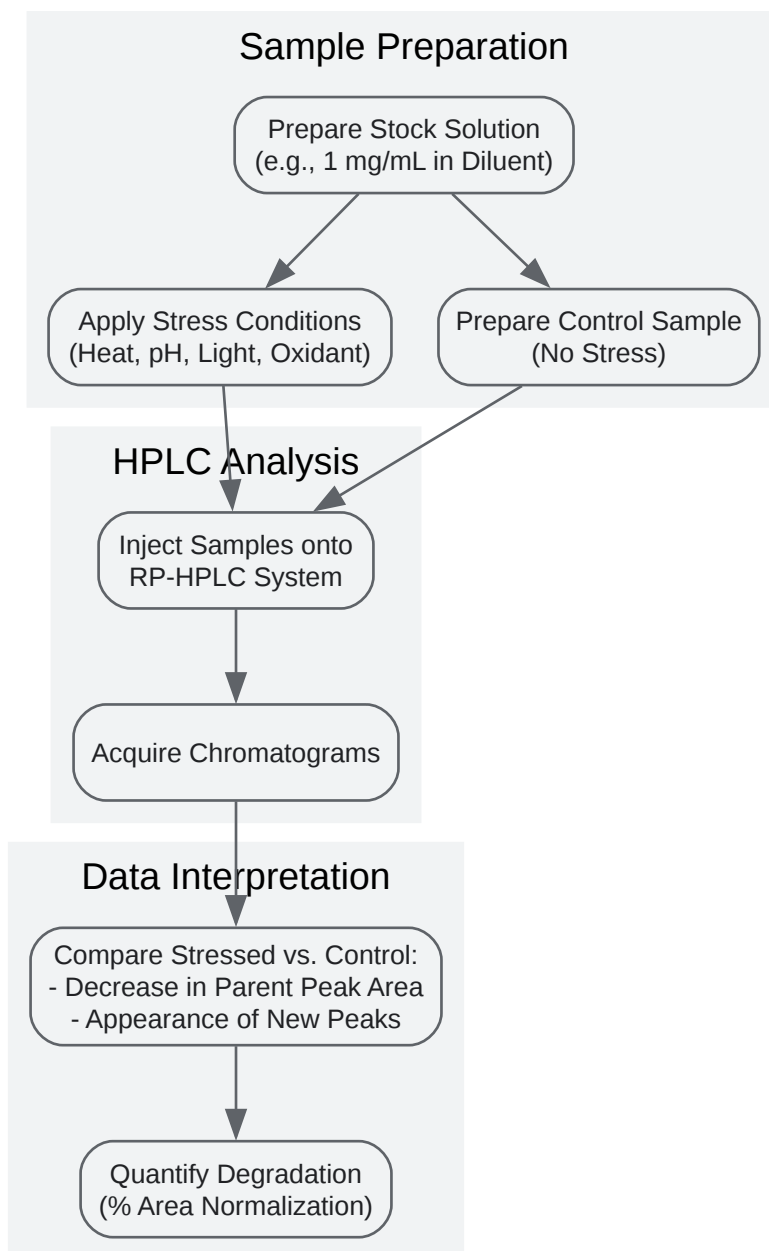 Sample Preparation
Prepare Stock Solution
(e.g., 1 mg/mL in Diluent)
Apply Stress Conditions
(Heat, pH, Light, Oxidant)
Prepare Control Sample
(No Stress)
HPLC Analysis
Inject Samples onto
RP-HPLC System
Acquire Chromatograms
Data Interpretation
Compare Stressed vs. Control:
- Decrease in Parent Peak Area
- Appearance of New Peaks
Quantify Degradation
(% Area Normalization)